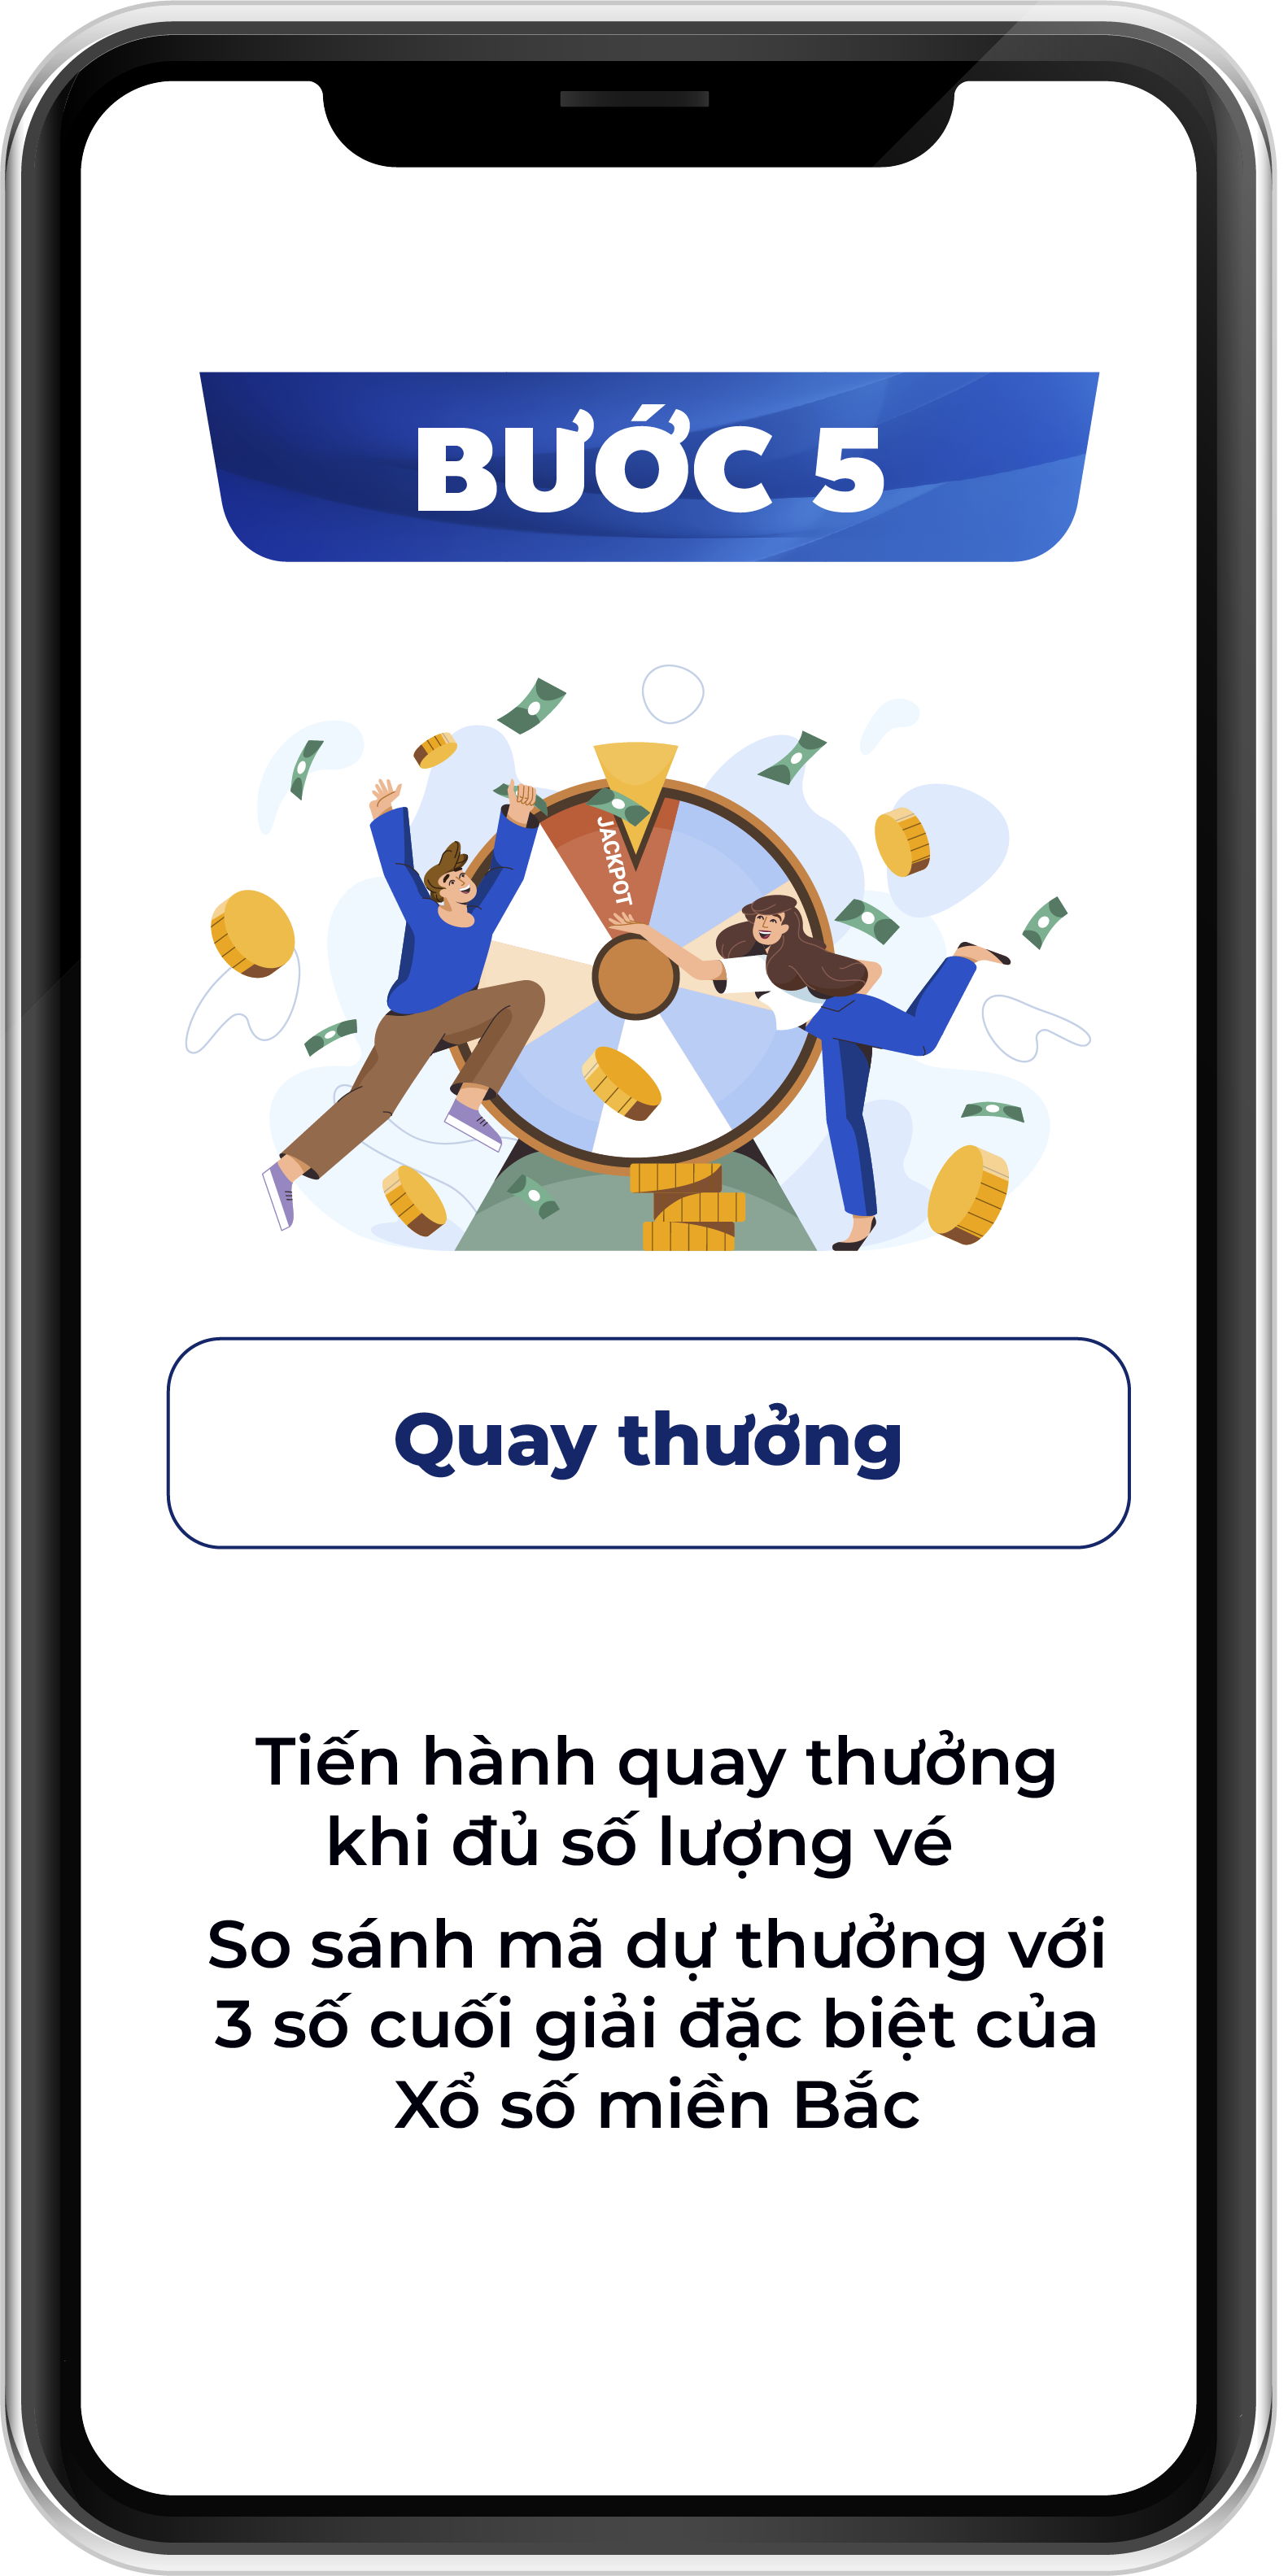 BƯỚC 5
JACKPOT
Quay thưởng
Tiến hành quay thưởng
khi đủ số lượng vé
So sánh mã dự thưởng với
3 số cuối giải đặc biệt của
Xổ số miền Bắc